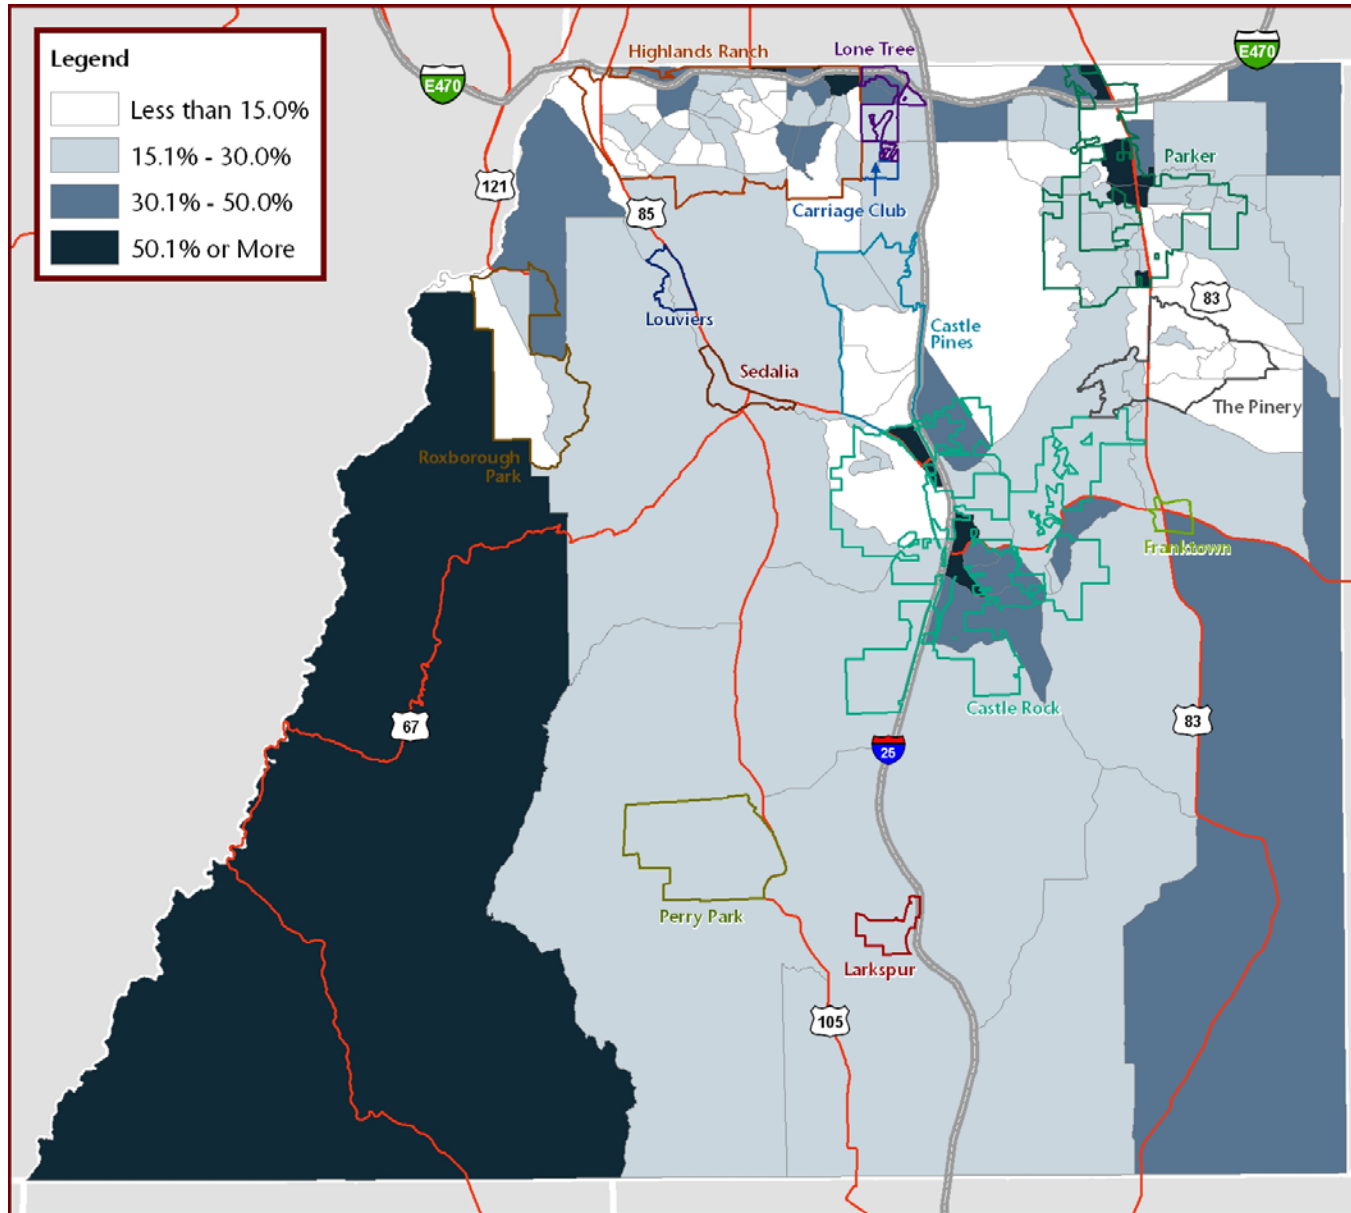 Legend
Less than 15.0%
15.1% - 30.0%
30.1% - 50.0%
50.1% or More
E470
Highlands Ranch
Lone Tree
E470
121
85
Parker
Carriage Club
83
Louviers
Castle
Pines
Sedalia
The Pinery
Roxborough
Park
Franktown
67
Castle Rock
83
25
Perry Park
Larkspur
105